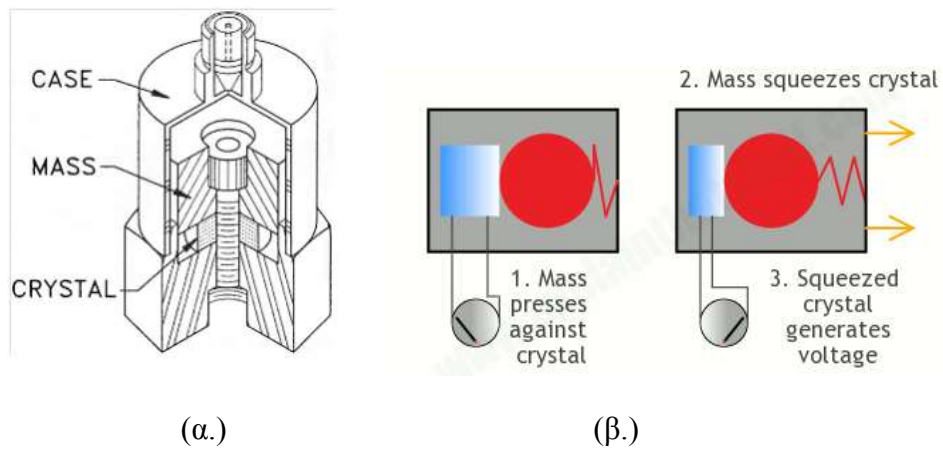 CASE
MASS
CRYSTAL
2. Mass squeezes crystal
1. Mass
presses
against
crystal
3. Squeezed
crystal
generates
voltage
(α.)
(β.)